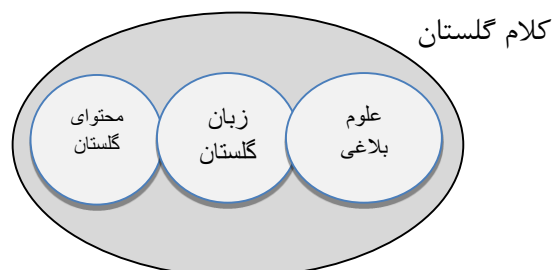 کلام گلستان
علوم
بلاغی
زبان
گلستان
محتوای
گلستان